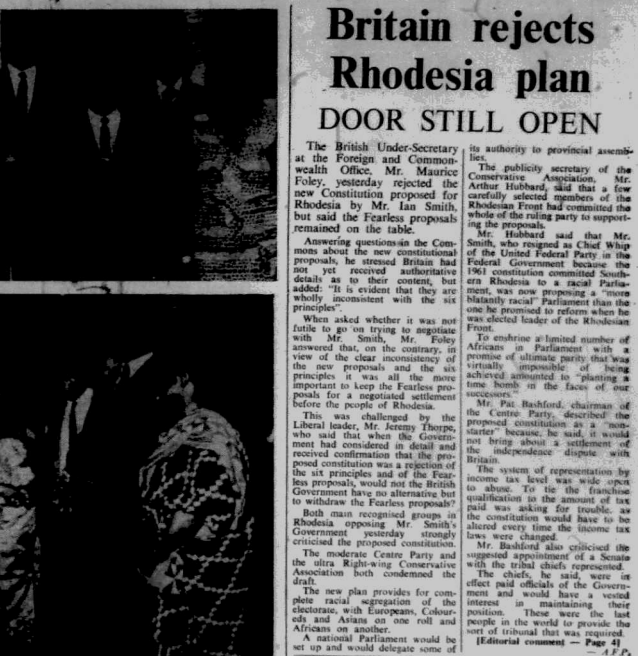 Britain rejects
Rhodesia plan
DOOR STILL OPEN
The British Under-Secretary
at the Foreign and Common-
wealth Office, Mr. Maurice
Foley, yesterday rejected the
new Constitution proposed for
Rhodesia by Mr. Ian Smith,
but said the Fearless proposals
remained on the table.
Answering questions in the Com-
mons about the new constitutional
proposals, he stressed Britain had
not yet received authoritative
details as to their content, but
added: "It is evident that they are
wholly inconsistent with the six
principles".
When asked whether it was not
futile to go on trying to negotiate
with Mr. Smith, Mr. Foley
answered that, on the contrary, in
view of the clear inconsistency of
the new proposals and the six
principles it was all the more
important to keep the Fearless pro-
posals for a negotiated settlement
before the people of Rhodesia.
This was challenged by the
Liberal leader, Mr. Jeremy Thorpe,
who said that when the Govern-
ment had considered in detail and
received confirmation that the pro-
posed constitution was a rejection of
the six principles and of the Fear-
less proposals, would not the British
Government have no alternative but
to withdraw the Fearless proposals?
Both main recognised groups in
Rhodesia opposing Mr. Smith's
Government yesterday strongly
criticised the proposed constitution.
The moderate Centre Party and
the ultra Right-wing Conservative
Association both condemned the
draft.
The new plan provides for com-
plete racial segregation of the
electorate, with Europeans, Colour-
eds and Asians on one roll and
Africans on another.
A national Parliament would be
set up and would delegate some of
its authority to provincial assemb-
lies.
The publicity secretary of the
Conservative Association, Mr.
Arthur Hubbard, said that a few
carefully selected members of the
Rhodesian Front had committed the
whole of the ruling party to support-
ing the proposals.
Mr. Hubbard said that Mr.
Smith, who resigned as Chief Whip
of the United Federal Party in the
Federal Government because the
1961 constitution committed South-
ern Rhodesia to a racial Parlia-
ment, was now proposing a "more
blatantly racial" Parliament than the
one he promised to reform when he
was elected leader of the Rhodesian
Front.
To enshrine a limited number of
Africans in Parliament with a
promise of ultimate parity that was
virtually impossible of being
achieved amounted to "planting a
time bomb in the faces of our
successors."
Mr. Pat Bashford, chairman of
the Centre Party, described the
proposed constitution as a "non-
starter" because, he said, it would
not bring about a settlement of
the independence dispute with
Britain.
The system of representation by
income tax level was wide open
to abuse. To tie the franchise
qualification to the amount of tax
paid was asking for trouble, as
the constitution would have to be
altered every time the income tax
laws were changed.
Mr. Bashford also criticised the
suggested appointment of a Senate
with the tribal chiefs represented.
The chiefs, he said, were in
effect paid officials of the Govern-
ment and would have a vested
interest in maintaining their
position. These were the last
people in the world to provide the
sort of tribunal that was required.
[Editorial comment — Page 4]
— A.F.P.